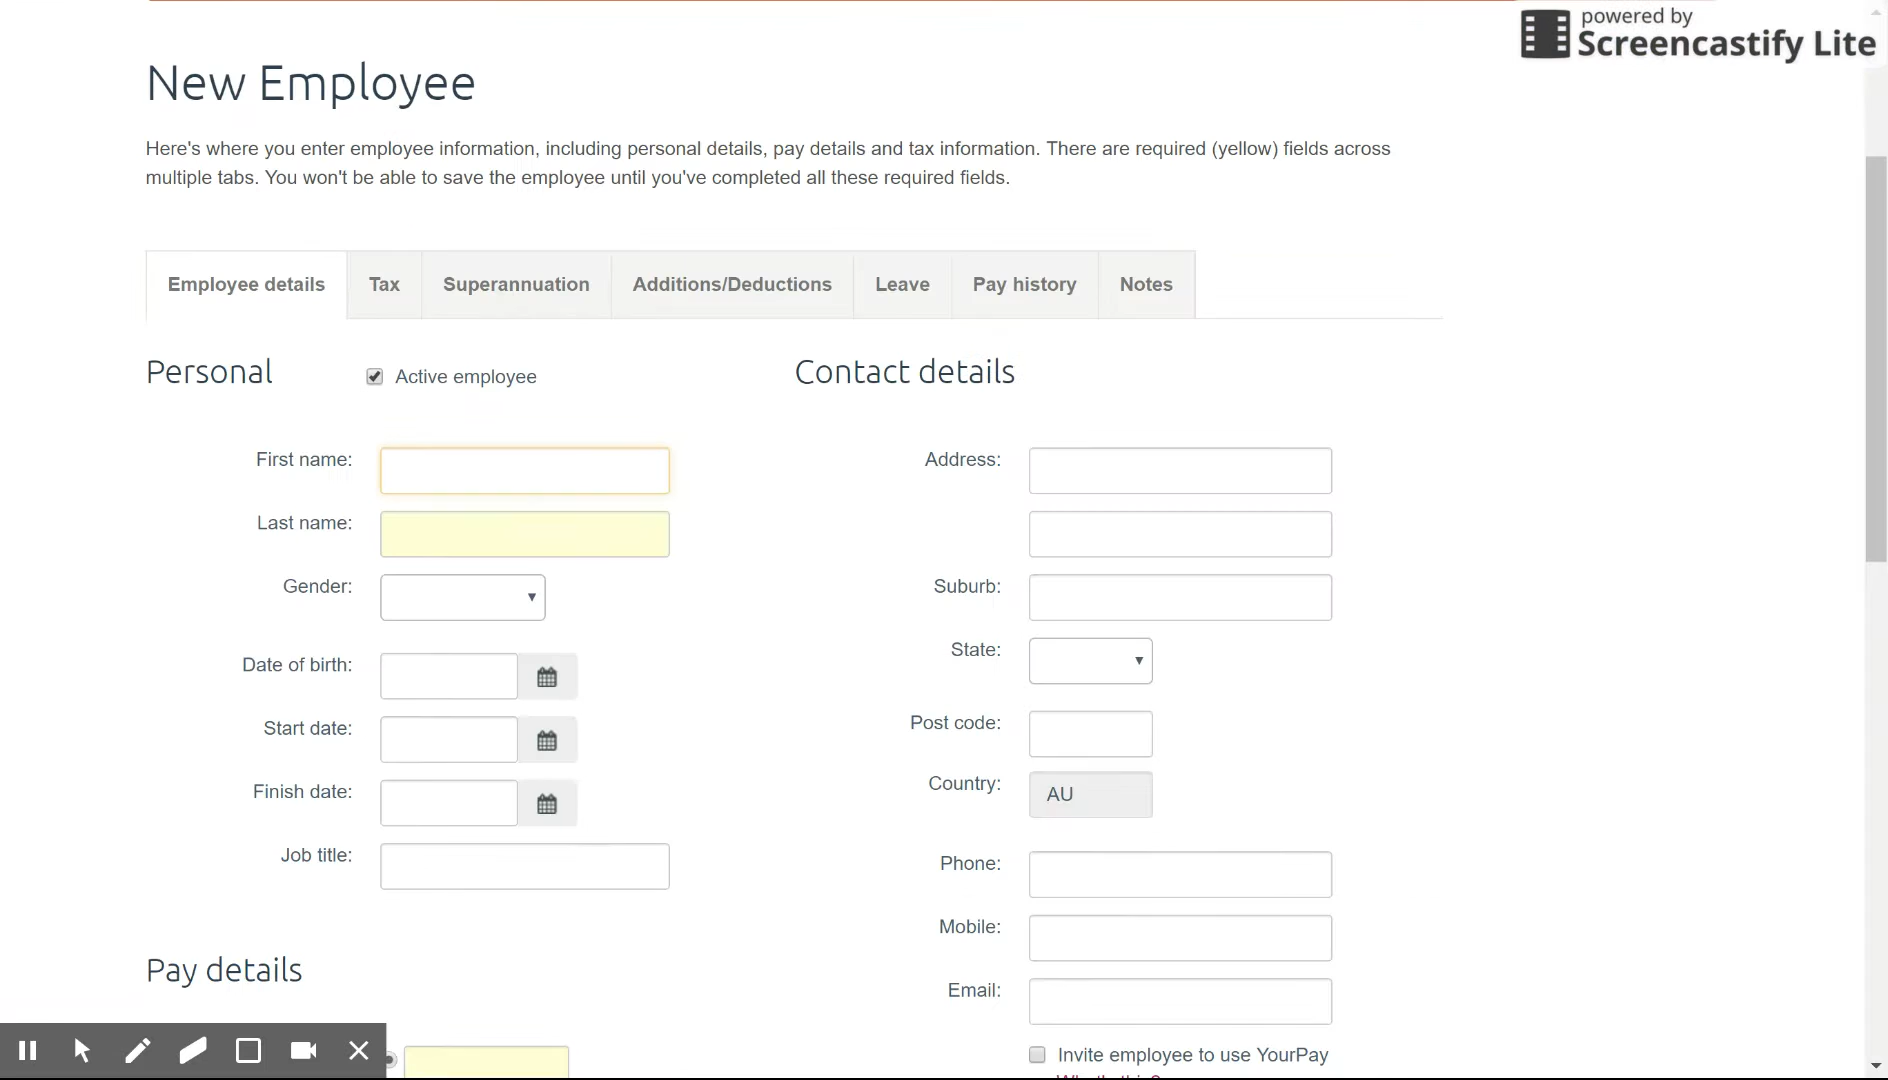 powered by
Screencastify Lite
New Employee
Here's where you enter employee information, including personal details, pay details and tax information. There are required (yellow) fields across
multiple tabs. You won't be able to save the employee until you've completed all these required fields.
Employee details Tax Superannuation Additions/Deductions Leave Pay history Notes
Personal
Active employee
First name:
Last name:
Gender:
Date of birth:
Start date:
Finish date:
Job title:
Pay details
Contact details
Address:
Suburb:
State:
Post code:
Country: AU
Phone:
Mobile:
Email:
Invite employee to use YourPay